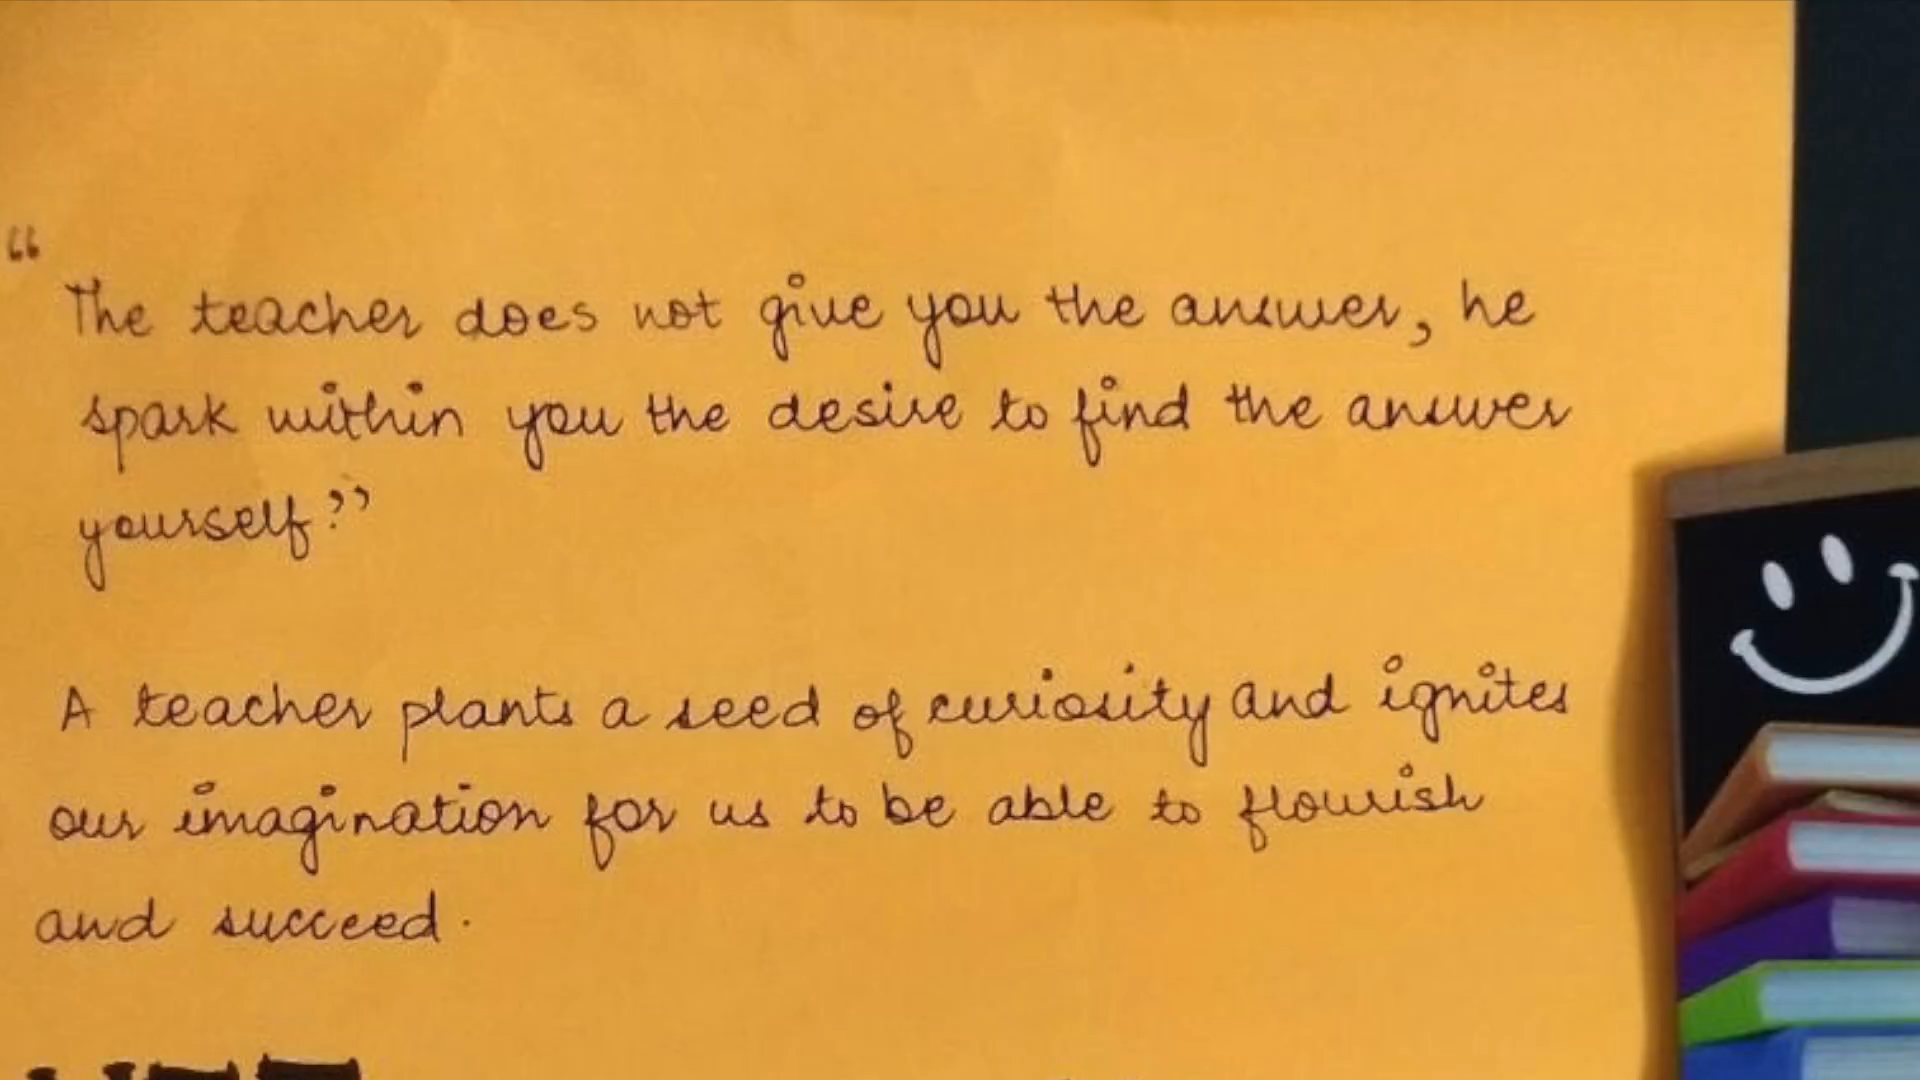 “
The teacher does not give you the answer, he
spark within you the desire to find the answer
yourself.”
A teacher plants a seed of curiosity and ignites
our imagination for us to be able to flourish
and succeed.